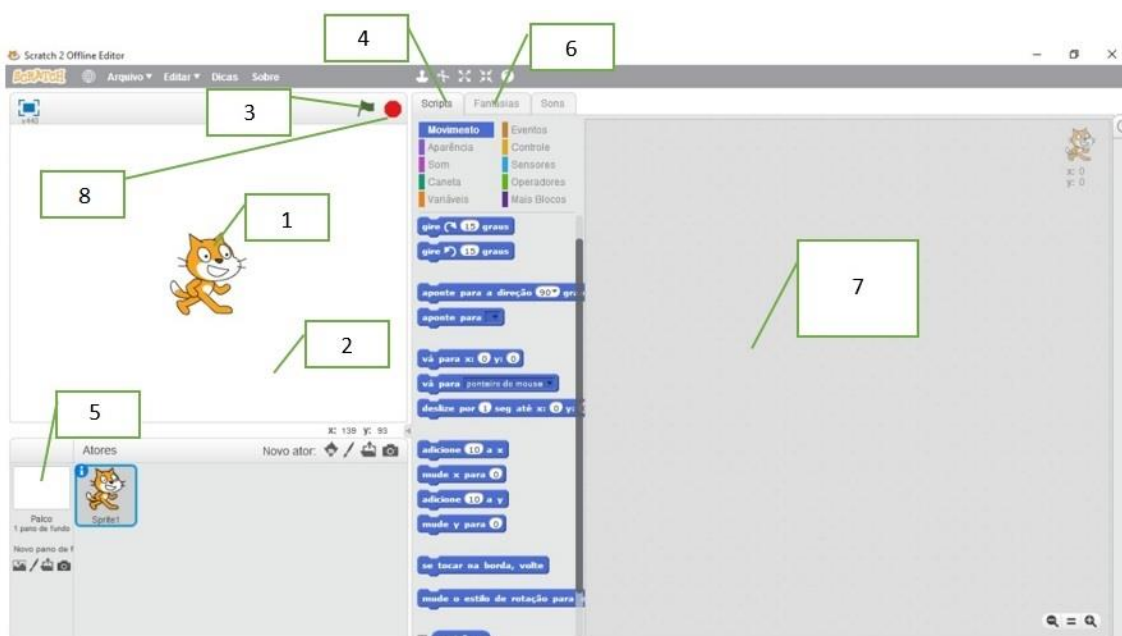 4
6
Scratch 2 Offline Editor
SCRATCH Arquivo Editar Dicas Sobre
3
v440
8
1
2
5
X: 139 y: 93
Atores
Novo ator:
Palco
1 pano de fundo
Sprite1
Novo pano de f
Scripts Fantasias Sons
Movimento Eventos
Aparência Controle
Som Sensores
Caneta Operadores
Variáveis Mais Blocos
gire 15 graus
gire 15 graus
aponte para a direção 90 gra
aponte para
vá para x: 0 y: 0
vá para ponteiro do mouse
deslize por 1 seg até x: 0 y:
adicione 10 a x
mude x para 0
adicione 10 a y
mude y para 0
se tocar na borda, volte
mude o estilo de rotação para
7
x: 0
y: 0